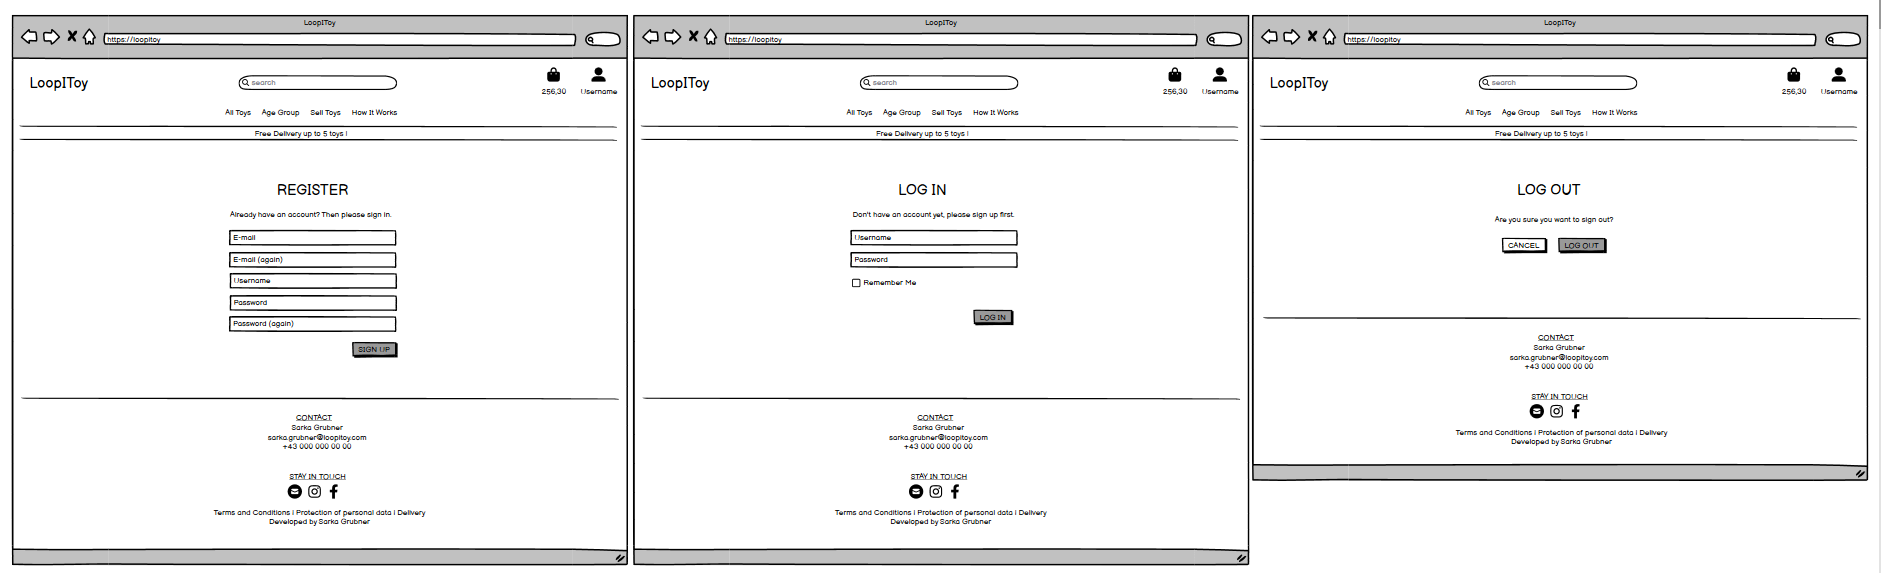 LoopIToy
https://loopitoy
LoopIToy
search
256,30
Username
All Toys Age Group Sell Toys How It Works
Free Delivery up to 5 toys !
REGISTER
Already have an account? Then please sign in.
E-mail
E-mail (again)
Username
Password
Password (again)
SIGN UP
CONTACT
Sarka Grubner
sarka.grubner@loopitoy.com
+43 000 000 00 00
STAY IN TOUCH
Terms and Conditions | Protection of personal data | Delivery
Developed by Sarka Grubner
LoopIToy
https://loopitoy
LoopIToy
search
256,30
Username
All Toys Age Group Sell Toys How It Works
Free Delivery up to 5 toys !
LOG IN
Don't have an account yet, please sign up first.
Username
Password
Remember Me
LOG IN
CONTACT
Sarka Grubner
sarka.grubner@loopitoy.com
+43 000 000 00 00
STAY IN TOUCH
Terms and Conditions | Protection of personal data | Delivery
Developed by Sarka Grubner
LoopIToy
https://loopitoy
LoopIToy
search
256,30
Username
All Toys Age Group Sell Toys How It Works
Free Delivery up to 5 toys !
LOG OUT
Are you sure you want to sign out?
CANCEL LOG OUT
CONTACT
Sarka Grubner
sarka.grubner@loopitoy.com
+43 000 000 00 00
STAY IN TOUCH
Terms and Conditions | Protection of personal data | Delivery
Developed by Sarka Grubner